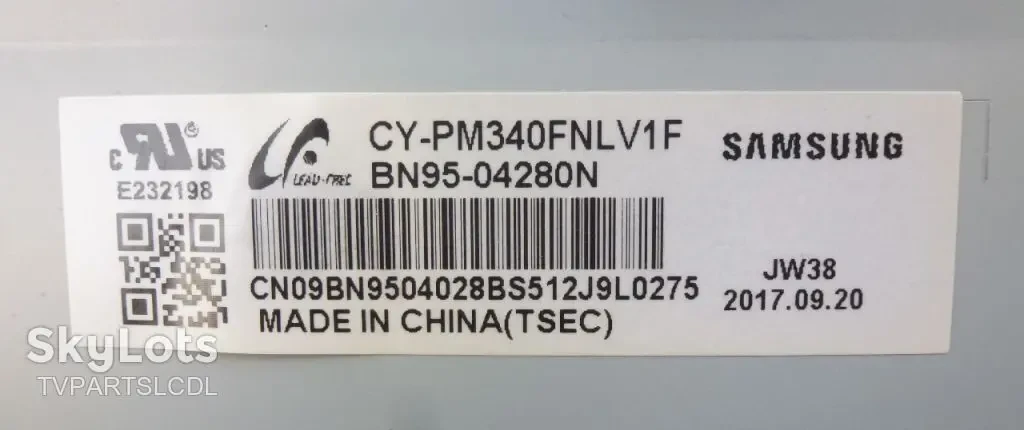 CY-PM340FNLV1F
BN95-04280N
SAMSUNG
c RU US
E232198
LEAD-FREE
CN09BN9504028BS512J9L0275
MADE IN CHINA(TSEC)
JW38
2017.09.20
SkyLots
TVPARTSLCDL